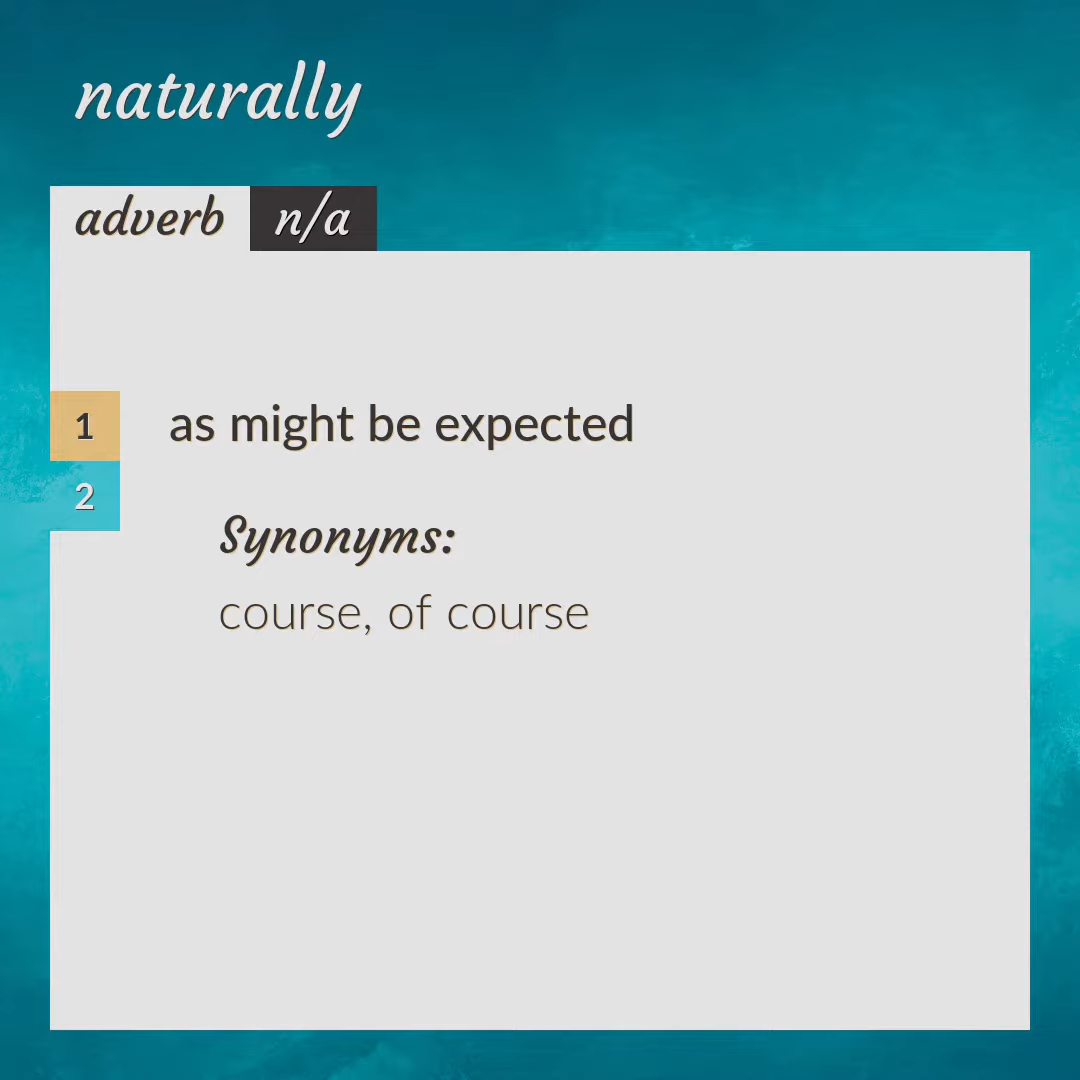 naturally
adverb n/a
1 as might be expected
2
Synonyms:
course, of course